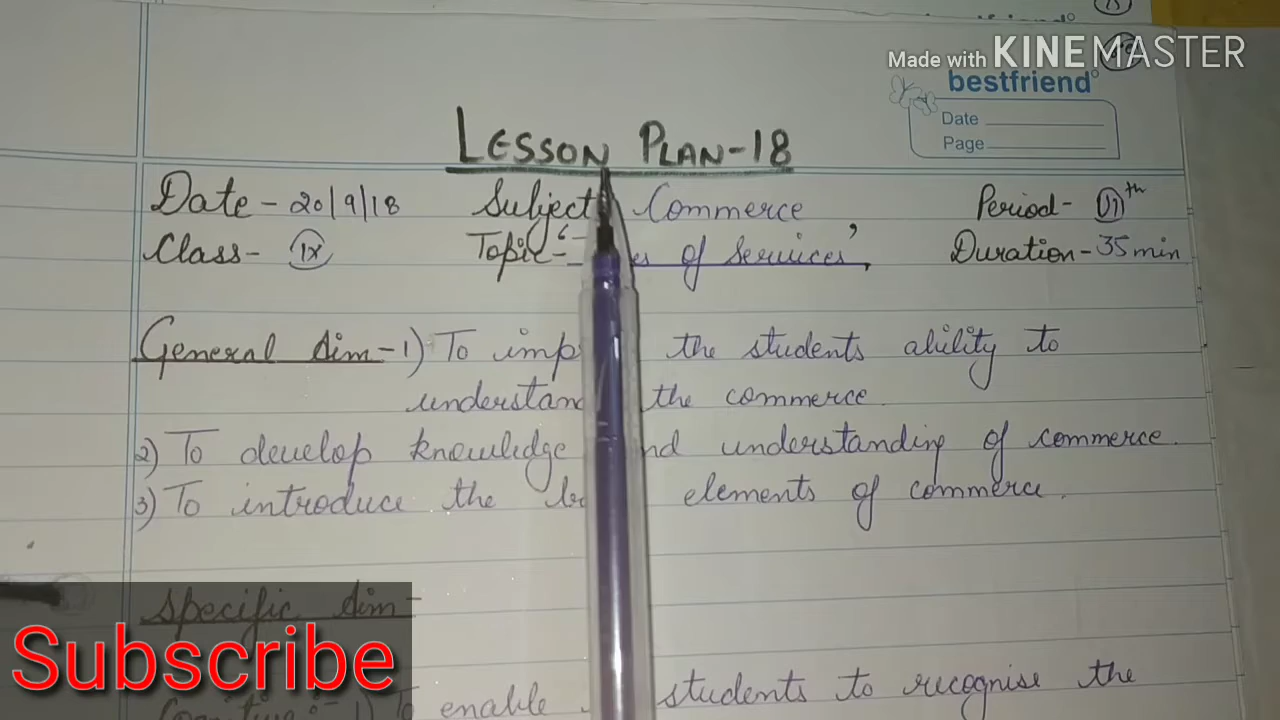 Made with KINEMASTER
bestfriend
Date
Page
LESSON PLAN-18
Date - 20/9/18 Subject Commerce Period- th
Class- IX Topic- of Services' Duration - 35 min
General Aim - 1) To the students ability to
the commerce.
2) To develop knowledge understanding of commerce.
3) To introduce the elements of commerce.
Specific Aim -
Subscribe
1) To enable students to recognise the